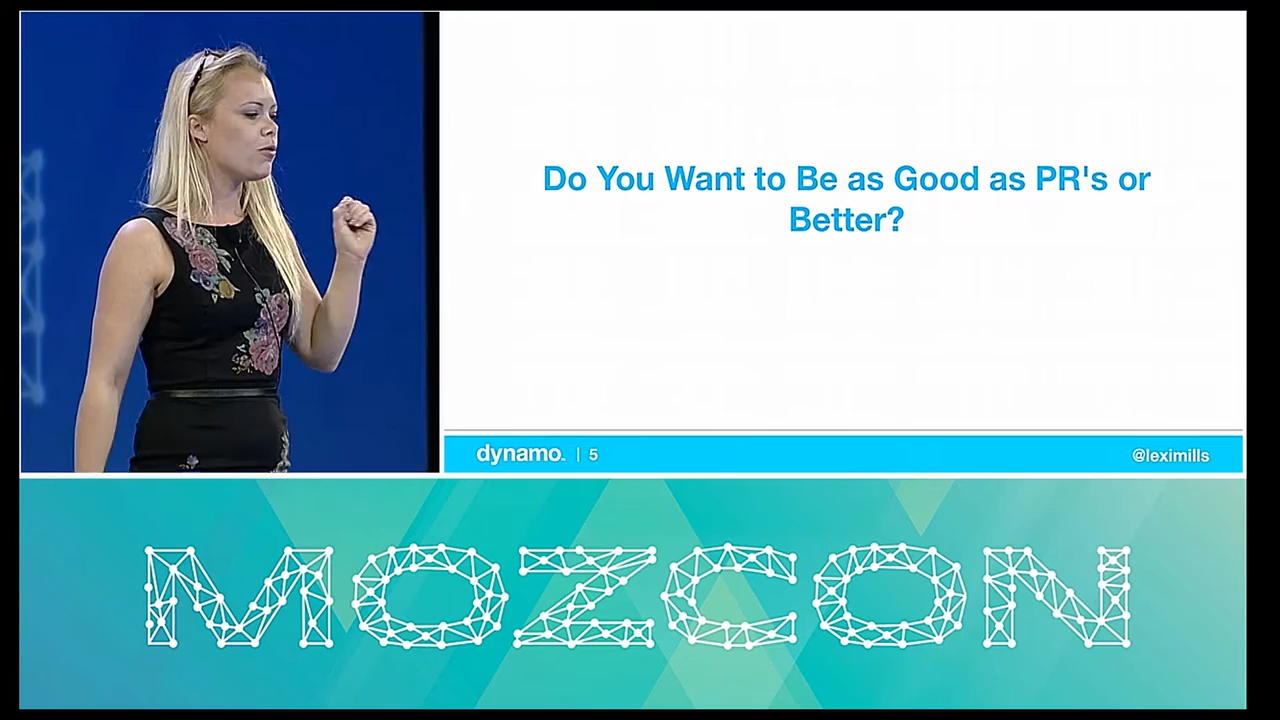 Do You Want to Be as Good as PR's or
Better?
dynamo. | 5
@leximills
MOZCON